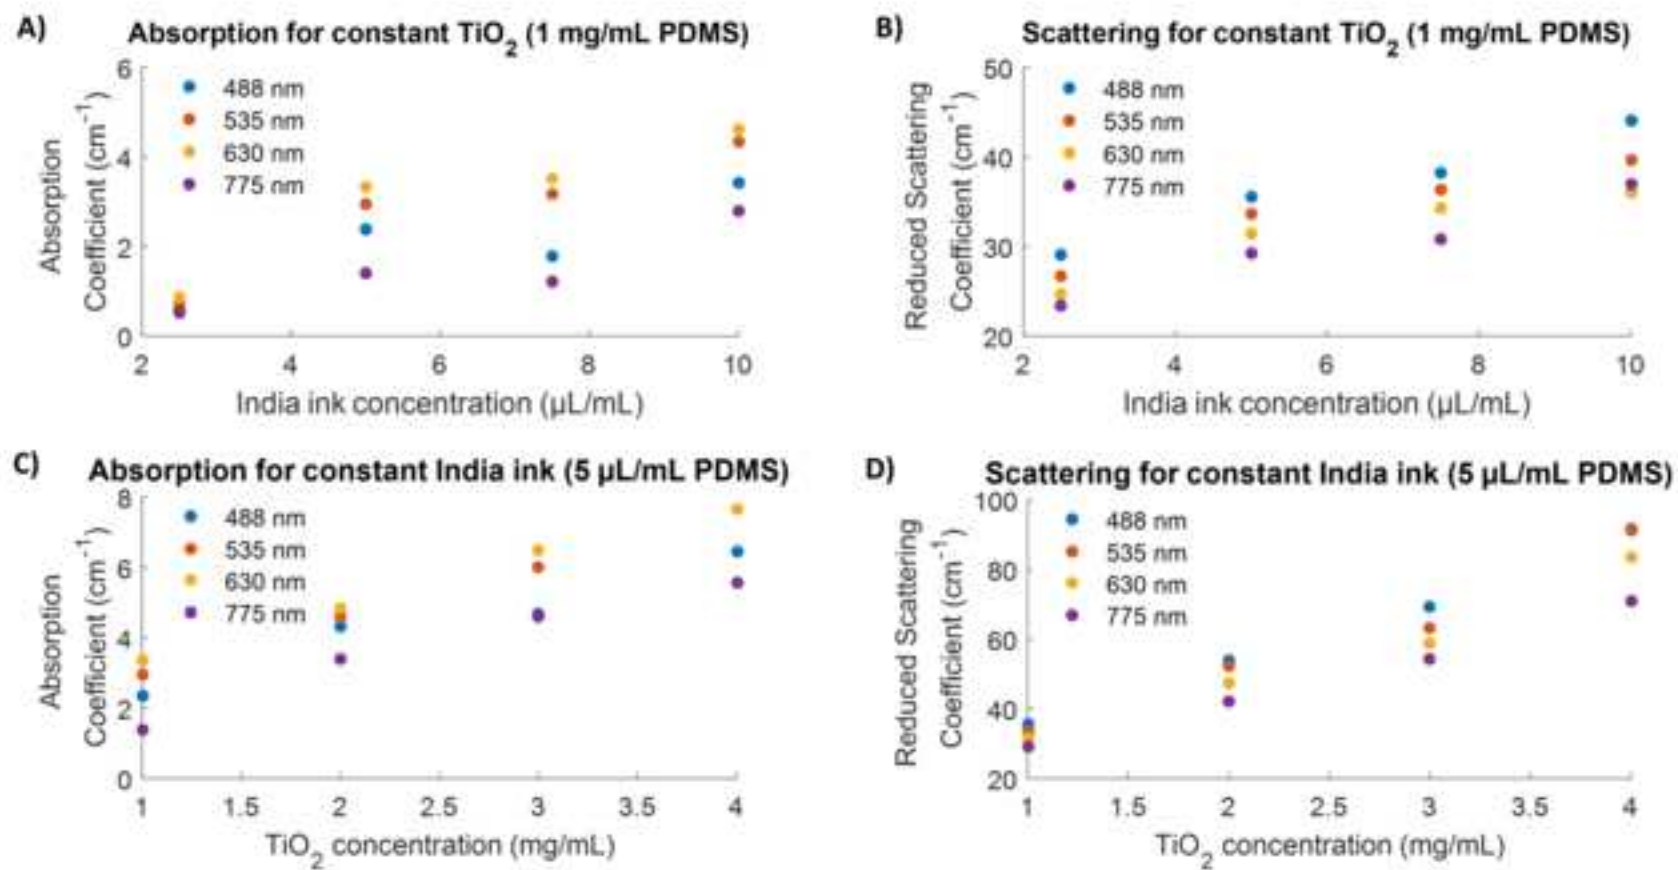 A)
Absorption for constant TiO2 (1 mg/mL PDMS)
6
4
2
0
Absorption
Coefficient (cm-1)
488 nm
535 nm
630 nm
775 nm
2 4 6 8 10
India ink concentration (µL/mL)
B)
Scattering for constant TiO2 (1 mg/mL PDMS)
50
40
30
20
Reduced Scattering
Coefficient (cm-1)
488 nm
535 nm
630 nm
775 nm
2 4 6 8 10
India ink concentration (µL/mL)
C)
Absorption for constant India ink (5 µL/mL PDMS)
8
6
4
2
0
Absorption
Coefficient (cm-1)
488 nm
535 nm
630 nm
775 nm
1 1.5 2 2.5 3 3.5 4
TiO2 concentration (mg/mL)
D)
Scattering for constant India ink (5 µL/mL PDMS)
100
80
60
40
20
Reduced Scattering
Coefficient (cm-1)
488 nm
535 nm
630 nm
775 nm
1 1.5 2 2.5 3 3.5 4
TiO2 concentration (mg/mL)